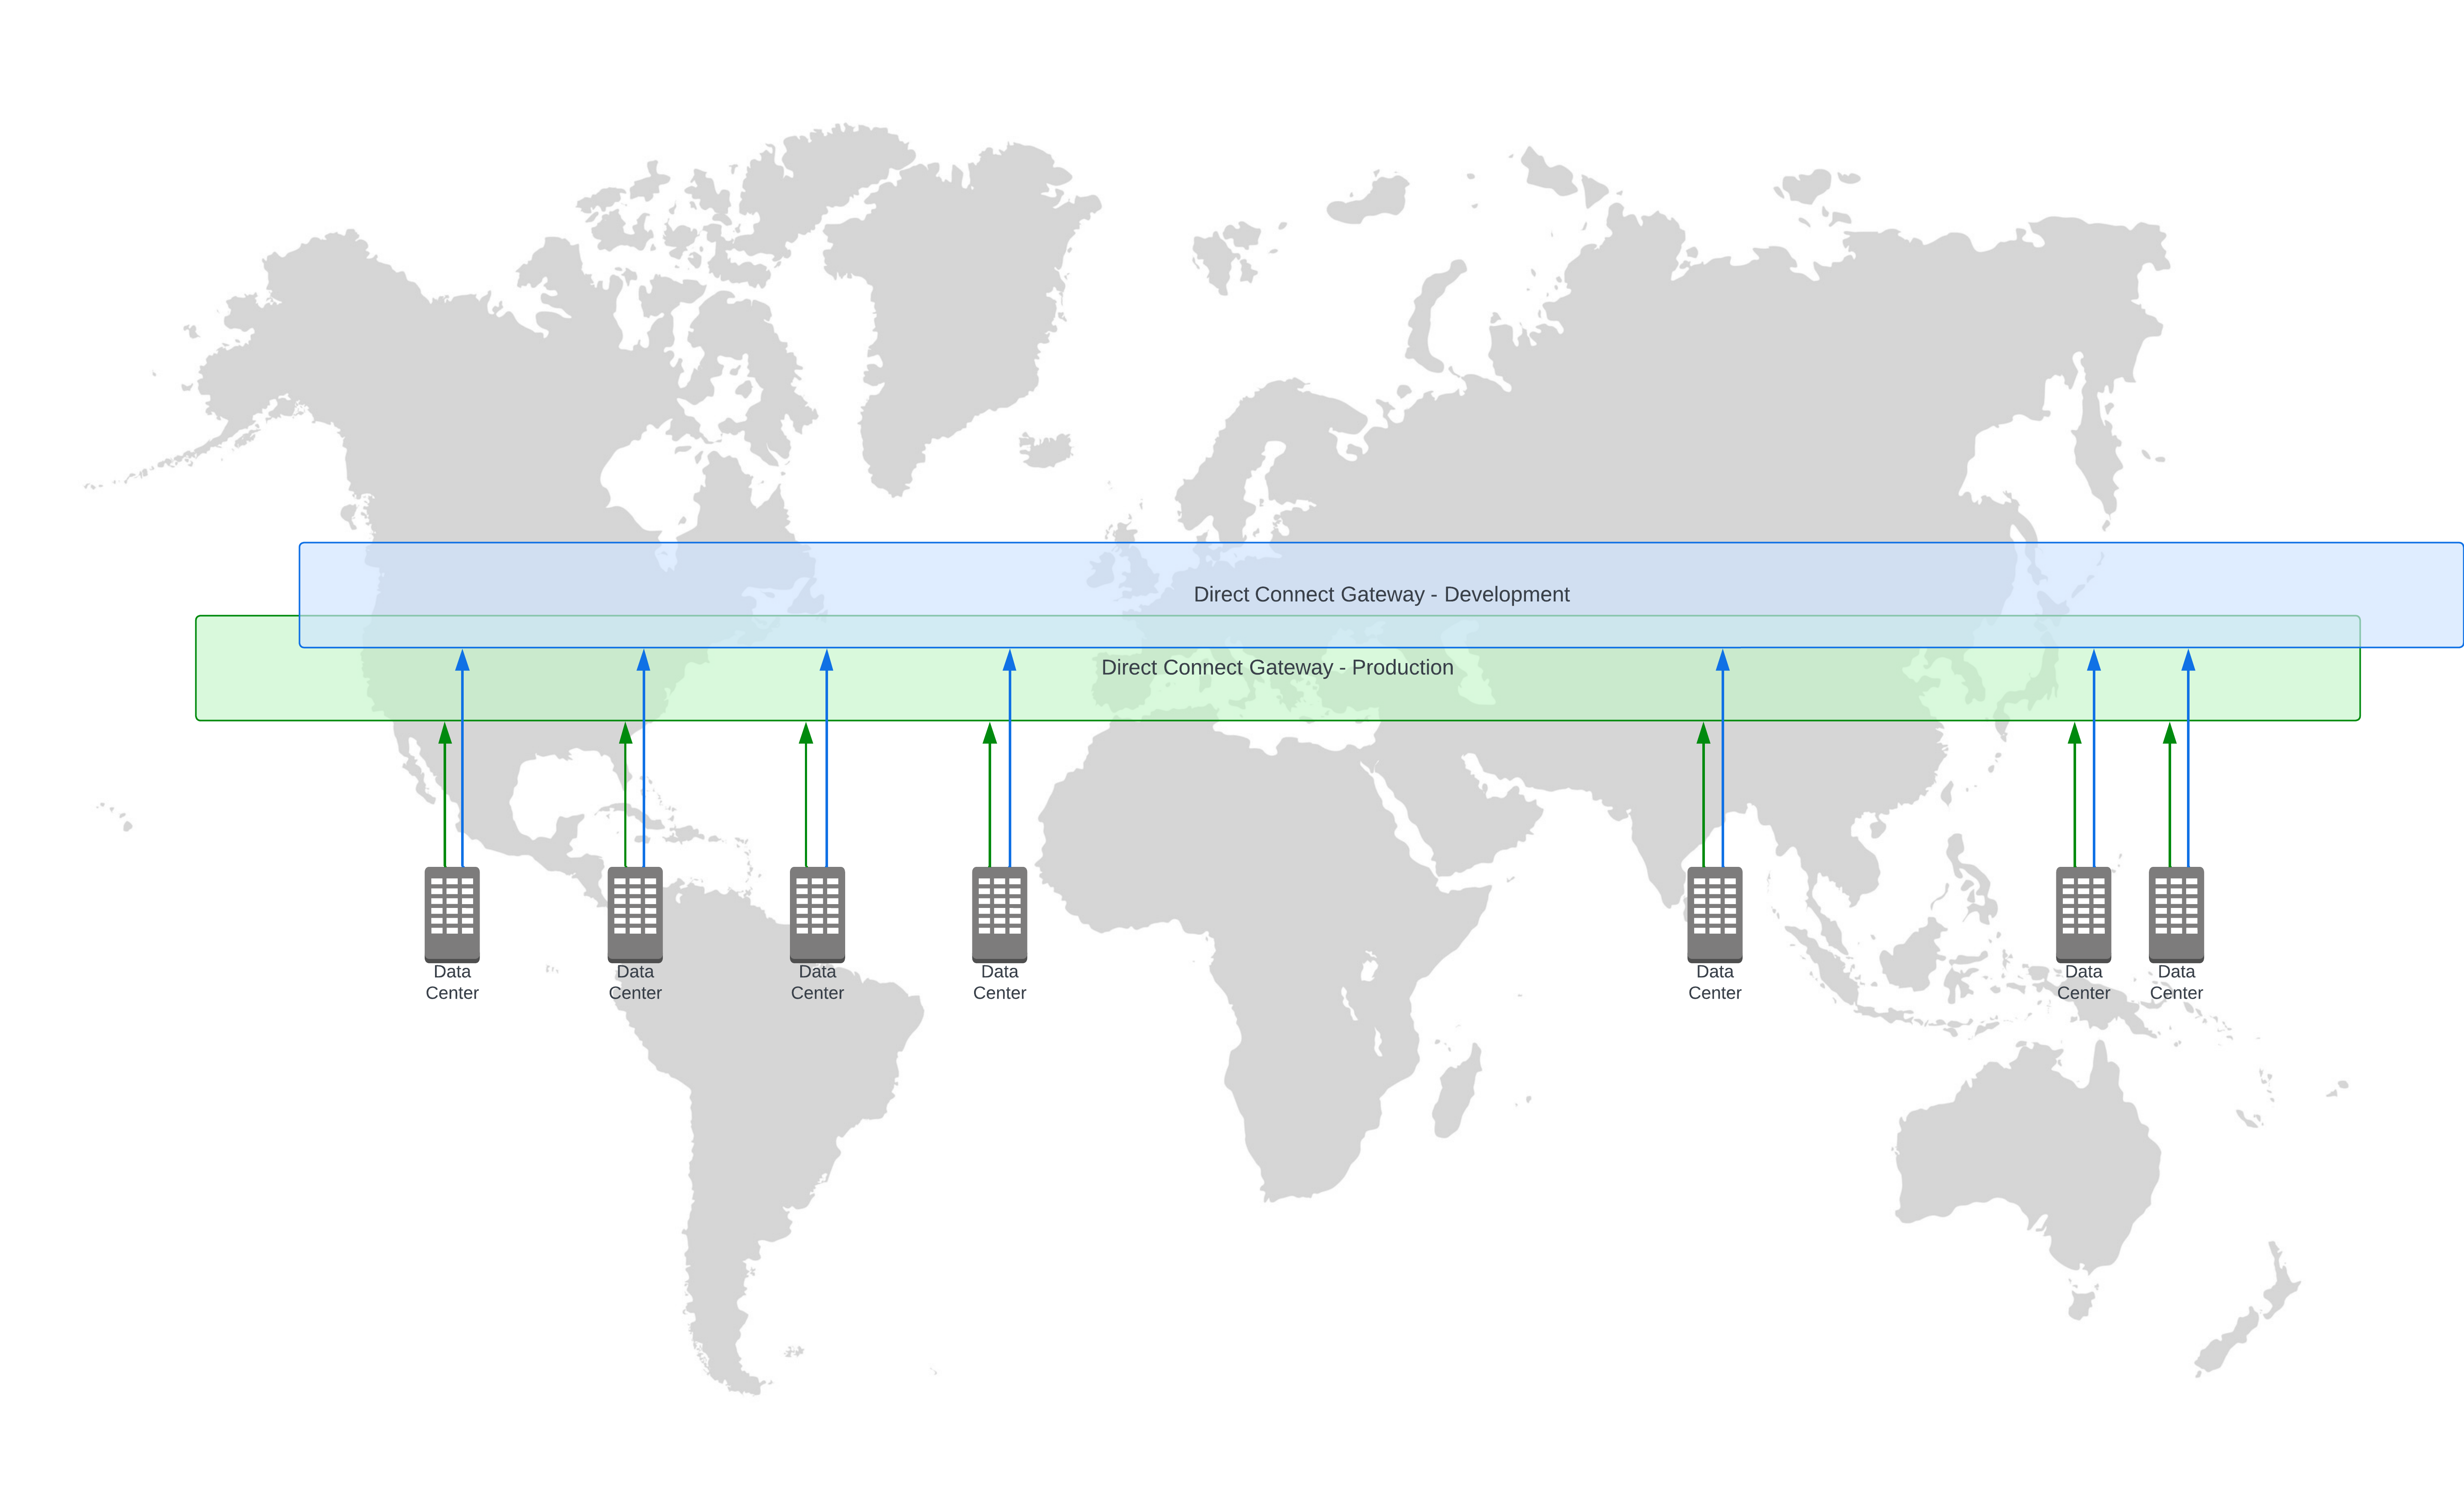 Direct Connect Gateway - Development
Direct Connect Gateway - Production
Data
Center
Data
Center
Data
Center
Data
Center
Data
Center
Data
Center
Data
Center